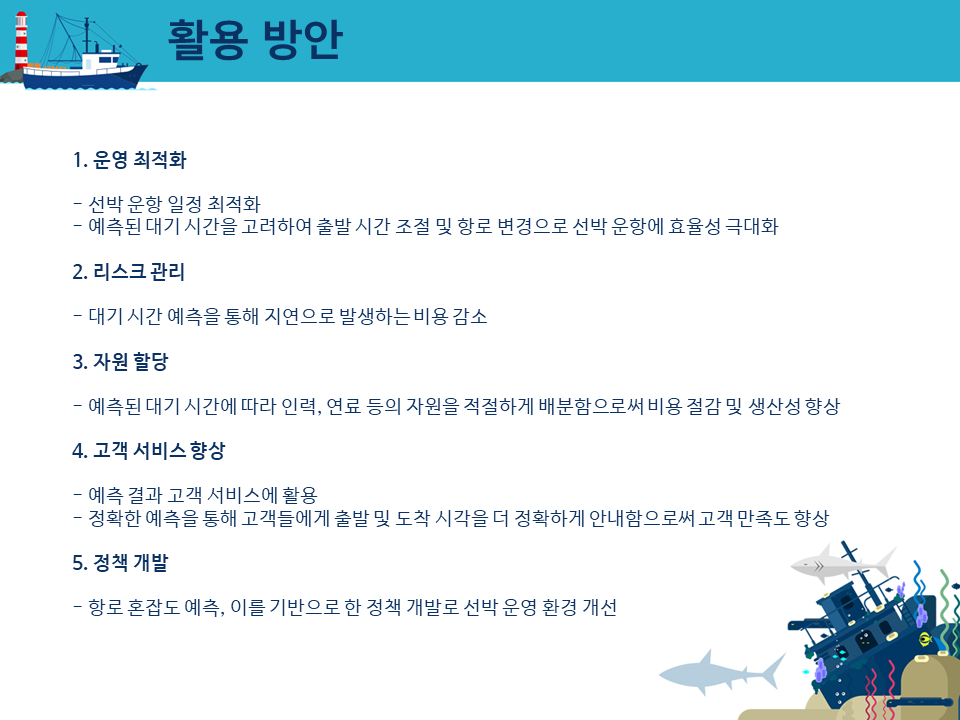 활용 방안
1. 운영 최적화
- 선박 운항 일정 최적화
- 예측된 대기 시간을 고려하여 출발 시간 조절 및 항로 변경으로 선박 운항에 효율성 극대화
2. 리스크 관리
- 대기 시간 예측을 통해 지연으로 발생하는 비용 감소
3. 자원 할당
- 예측된 대기 시간에 따라 인력, 연료 등의 자원을 적절하게 배분함으로써 비용 절감 및 생산성 향상
4. 고객 서비스 향상
- 예측 결과 고객 서비스에 활용
- 정확한 예측을 통해 고객들에게 출발 및 도착 시각을 더 정확하게 안내함으로써 고객 만족도 향상
5. 정책 개발
- 항로 혼잡도 예측, 이를 기반으로 한 정책 개발로 선박 운영 환경 개선